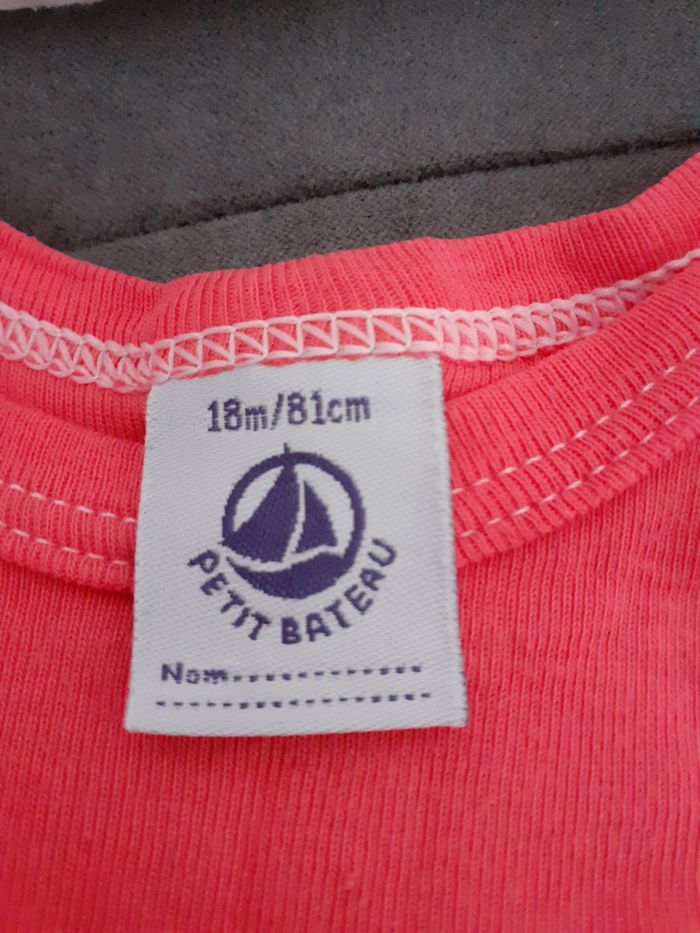 18m/81cm
PETIT BATEAU
Nom.............
....................